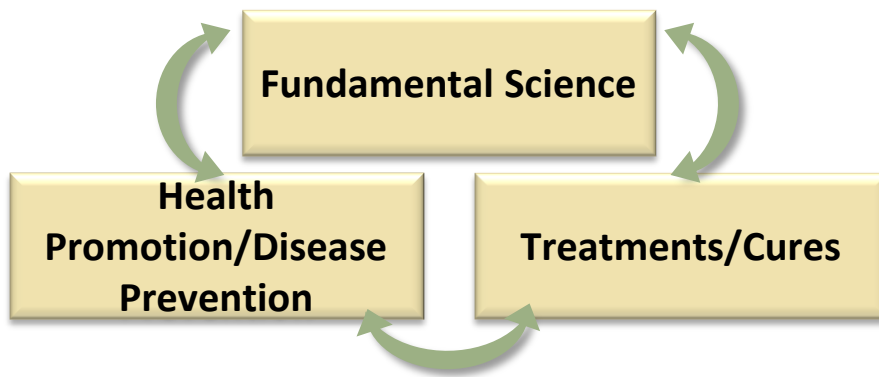 Fundamental Science
Health
Promotion/Disease
Prevention
Treatments/Cures